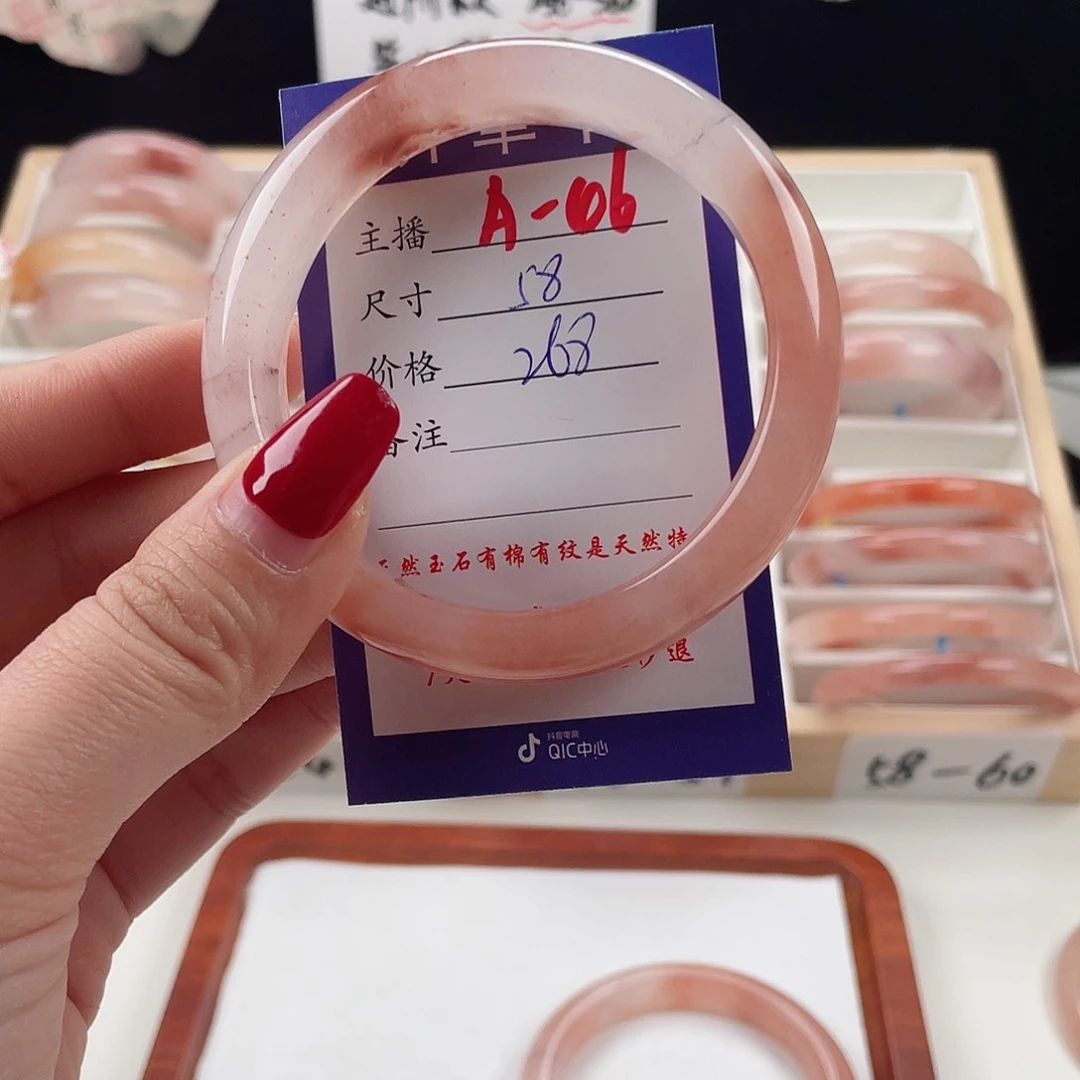 主播 A-06
尺寸 58
价格 268
备注
然玉石有棉有纹是天然特
退
抖音电商
QIC中心
58-60